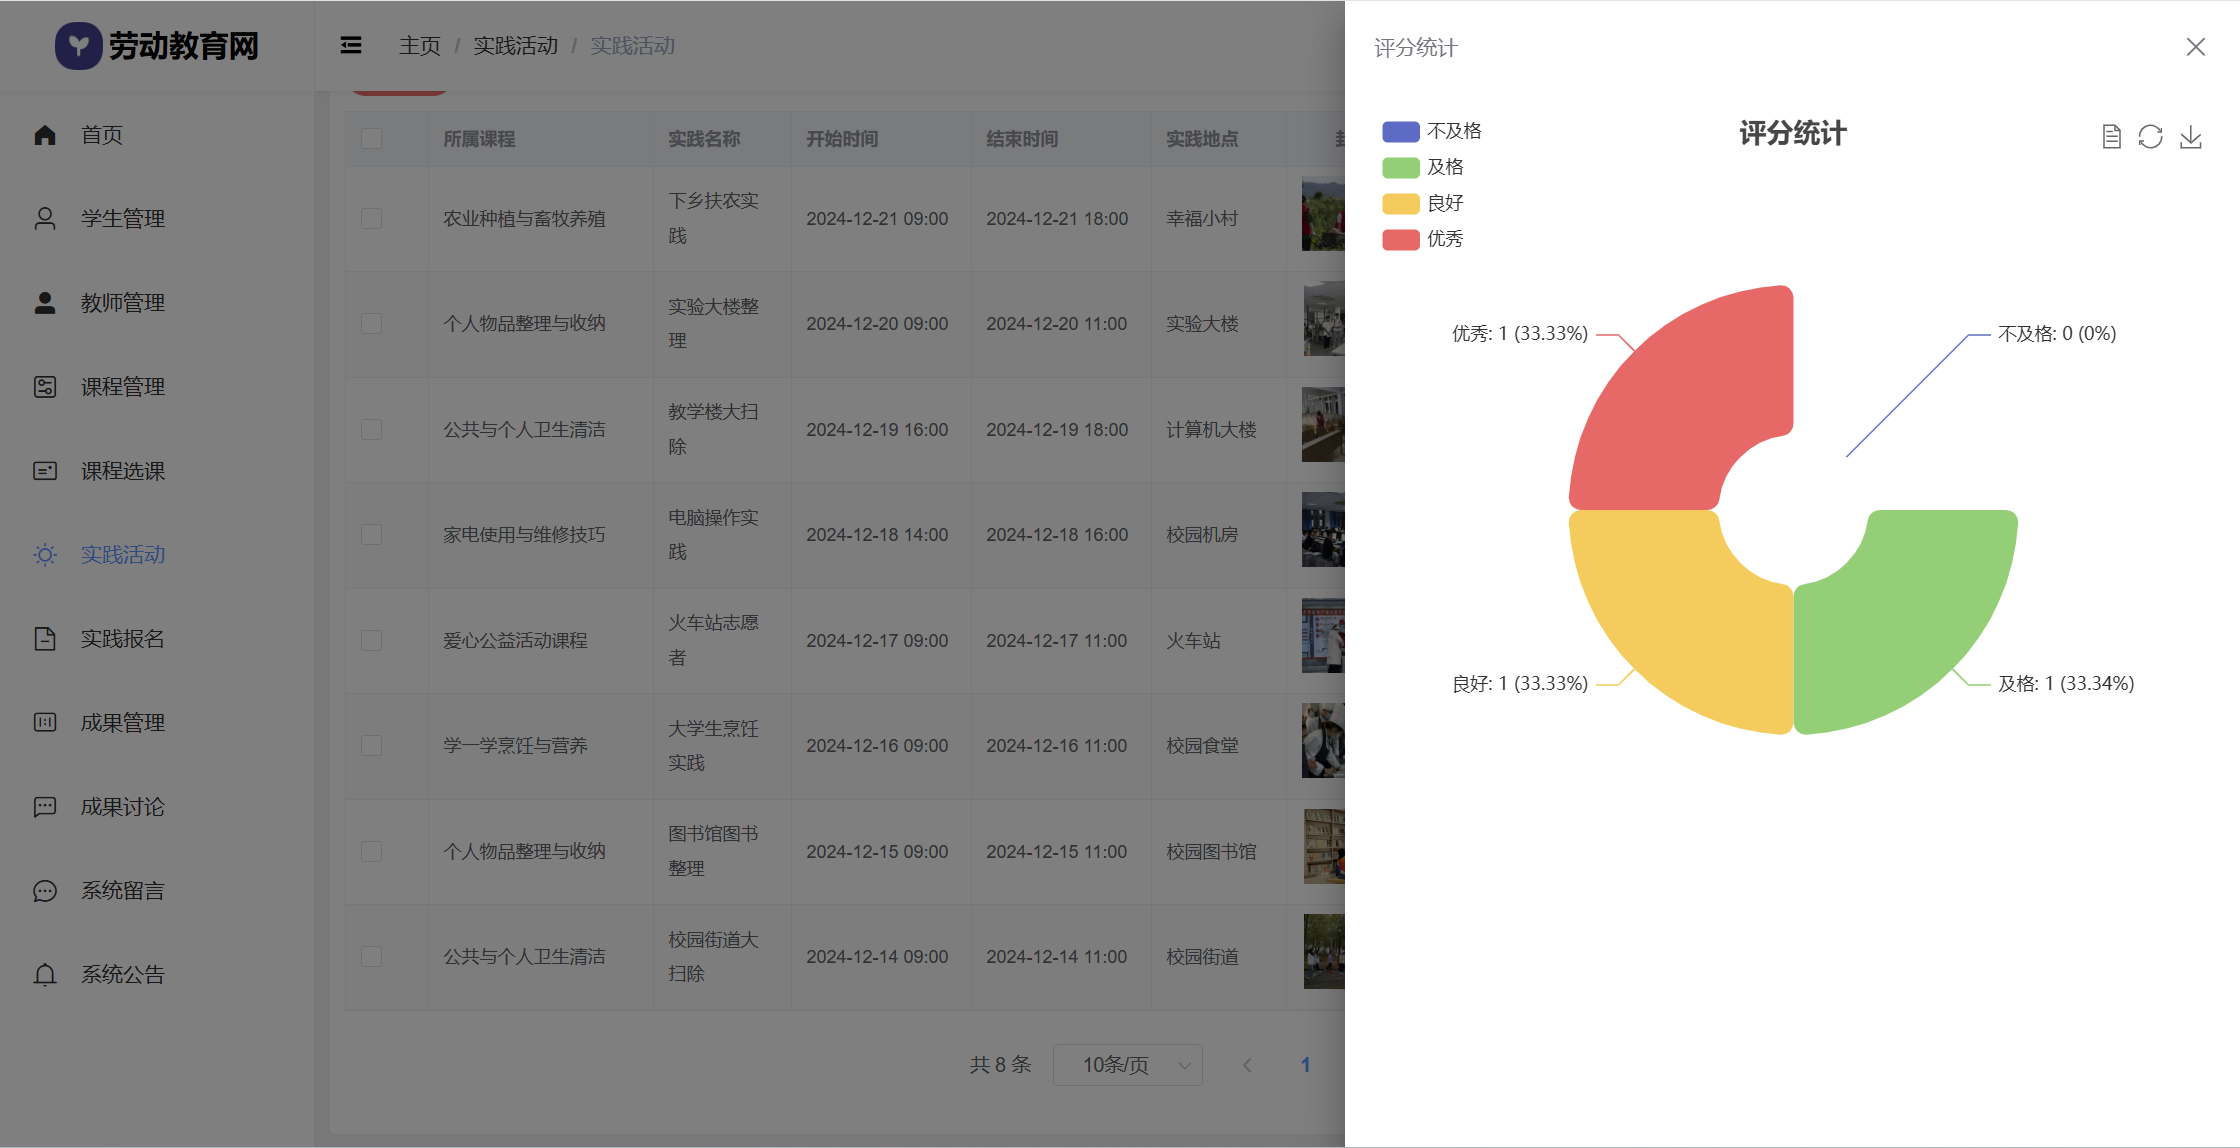 劳动教育网
主页 / 实践活动 / 实践活动
首页
学生管理
教师管理
课程管理
课程选课
实践活动
实践报名
成果管理
成果讨论
系统留言
系统公告
所属课程 实践名称 开始时间 结束时间 实践地点
农业种植与畜牧养殖 下乡扶农实践 2024-12-21 09:00 2024-12-21 18:00 幸福小村
个人物品整理与收纳 实验大楼整理 2024-12-20 09:00 2024-12-20 11:00 实验大楼
公共与个人卫生清洁 教学楼大扫除 2024-12-19 16:00 2024-12-19 18:00 计算机大楼
家电使用与维修技巧 电脑操作实践 2024-12-18 14:00 2024-12-18 16:00 校园机房
爱心公益活动课程 火车站志愿者 2024-12-17 09:00 2024-12-17 11:00 火车站
学一学烹饪与营养 大学生烹饪实践 2024-12-16 09:00 2024-12-16 11:00 校园食堂
个人物品整理与收纳 图书馆图书整理 2024-12-15 09:00 2024-12-15 11:00 校园图书馆
公共与个人卫生清洁 校园街道大扫除 2024-12-14 09:00 2024-12-14 11:00 校园街道
共 8 条 10条/页 1
评分统计
评分统计
不及格
及格
良好
优秀
优秀: 1 (33.33%)
不及格: 0 (0%)
良好: 1 (33.33%)
及格: 1 (33.34%)